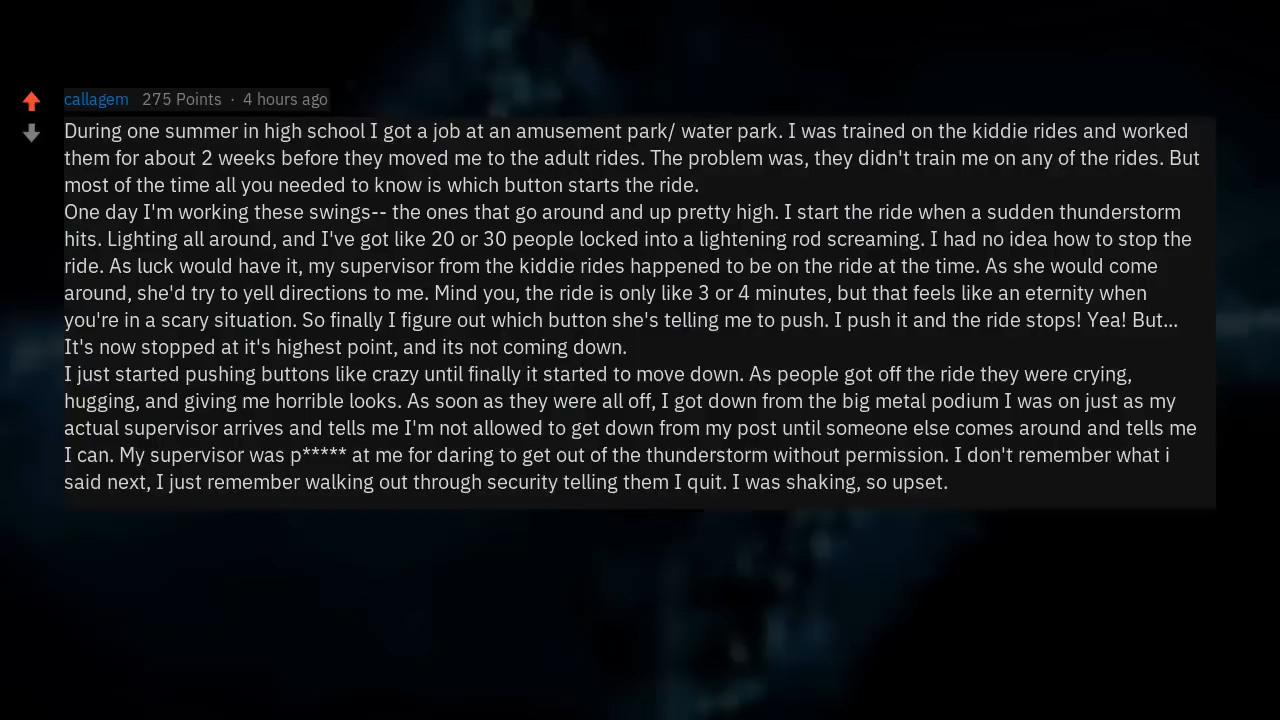 callagem 275 Points · 4 hours ago
During one summer in high school I got a job at an amusement park/ water park. I was trained on the kiddie rides and worked
them for about 2 weeks before they moved me to the adult rides. The problem was, they didn't train me on any of the rides. But
most of the time all you needed to know is which button starts the ride.
One day I'm working these swings-- the ones that go around and up pretty high. I start the ride when a sudden thunderstorm
hits. Lighting all around, and I've got like 20 or 30 people locked into a lightening rod screaming. I had no idea how to stop the
ride. As luck would have it, my supervisor from the kiddie rides happened to be on the ride at the time. As she would come
around, she'd try to yell directions to me. Mind you, the ride is only like 3 or 4 minutes, but that feels like an eternity when
you're in a scary situation. So finally I figure out which button she's telling me to push. I push it and the ride stops! Yea! But...
It's now stopped at it's highest point, and its not coming down.
I just started pushing buttons like crazy until finally it started to move down. As people got off the ride they were crying,
hugging, and giving me horrible looks. As soon as they were all off, I got down from the big metal podium I was on just as my
actual supervisor arrives and tells me I'm not allowed to get down from my post until someone else comes around and tells me
I can. My supervisor was p***** at me for daring to get out of the thunderstorm without permission. I don't remember what i
said next, I just remember walking out through security telling them I quit. I was shaking, so upset.